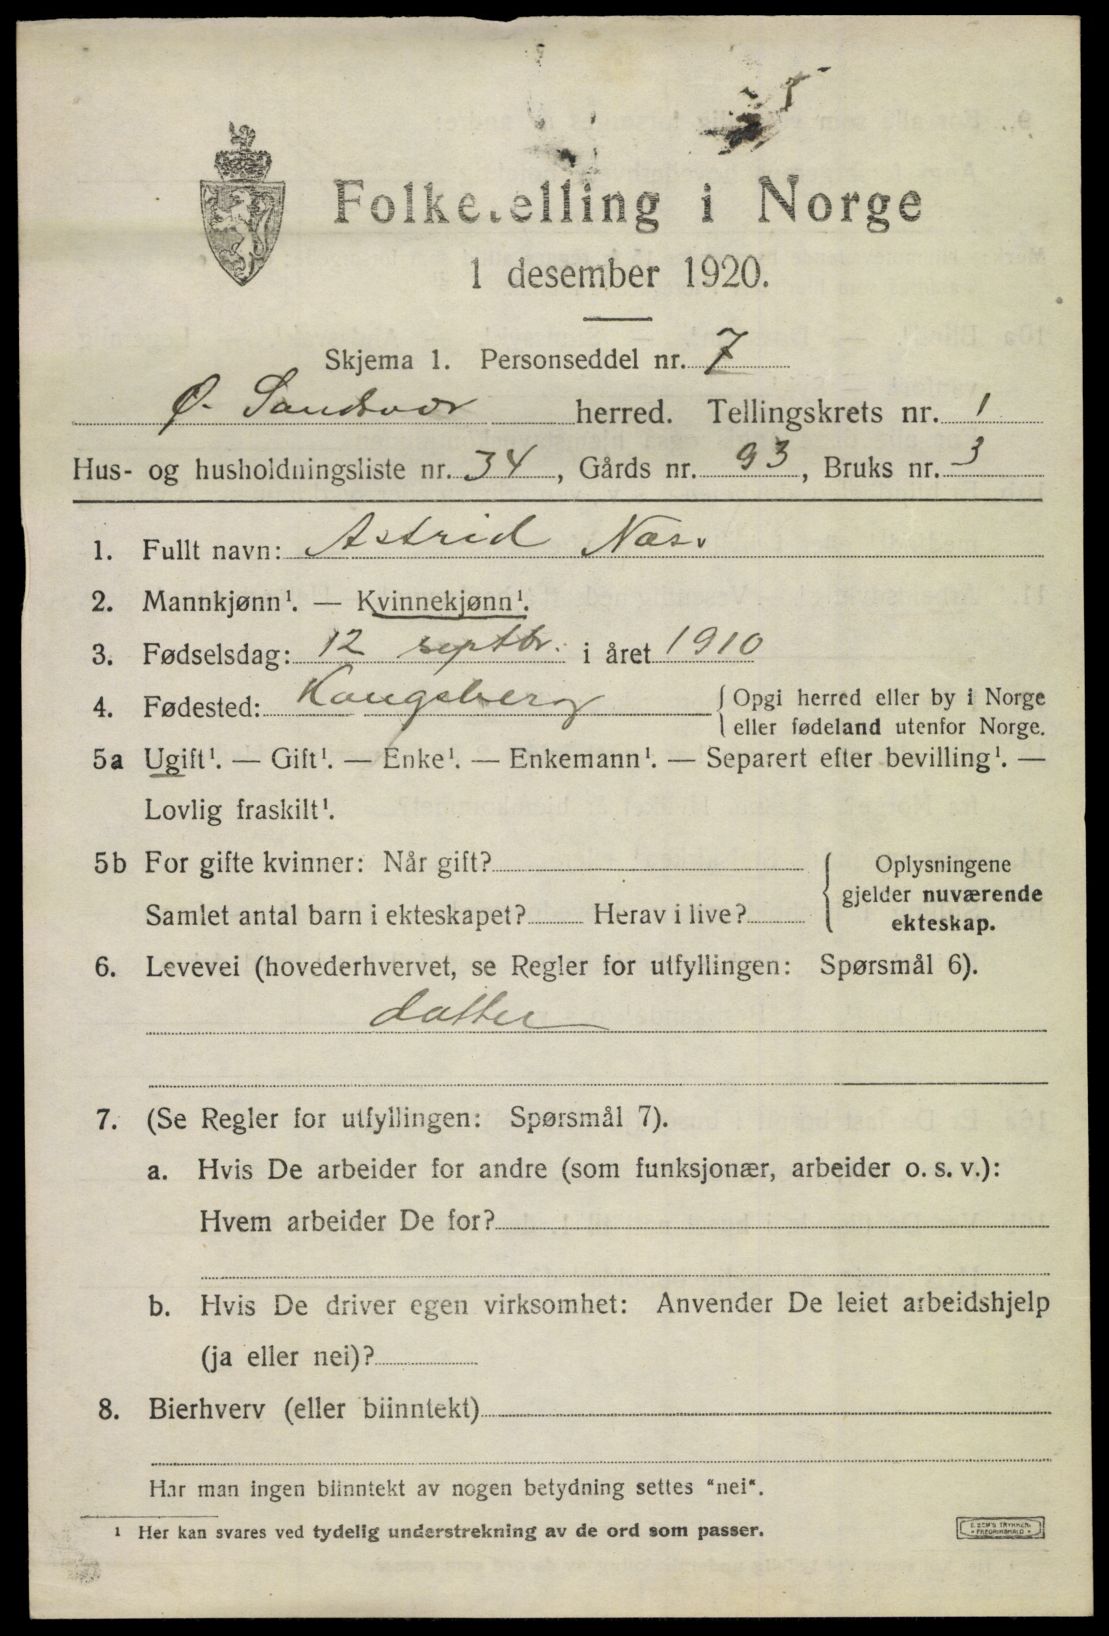 Folketelling i Norge
1 desember 1920.
Skjema 1. Personseddel nr. 7
Ø. Sandsvær herred. Tellingskrets nr. 1
Hus- og husholdningsliste nr. 34, Gårds nr. 93, Bruks nr. 3
1. Fullt navn: Astrid Næs.
2. Mannkjønn¹. — Kvinnekjønn¹.
3. Fødselsdag: 12 septbr. i året 1910
4. Fødested: Kongsberg {Opgi herred eller by i Norge
eller fødeland utenfor Norge.
5a Ugift¹. — Gift¹. — Enke¹. — Enkemann¹. — Separert efter bevilling¹. —
Lovlig fraskilt¹.
5b For gifte kvinner: Når gift?
Samlet antal barn i ekteskapet? Herav i live?
{Oplysningene
gjelder nuværende
ekteskap.
6. Levevei (hovederhvervet, se Regler for utfyllingen: Spørsmål 6).
datter
7. (Se Regler for utfyllingen: Spørsmål 7).
a. Hvis De arbeider for andre (som funksjonær, arbeider o. s. v.):
Hvem arbeider De for?
b. Hvis De driver egen virksomhet: Anvender De leiet arbeidshjelp
(ja eller nei)?
8. Bierhverv (eller biinntekt)
Har man ingen biinntekt av nogen betydning settes "nei".
¹ Her kan svares ved tydelig understrekning av de ord som passer.